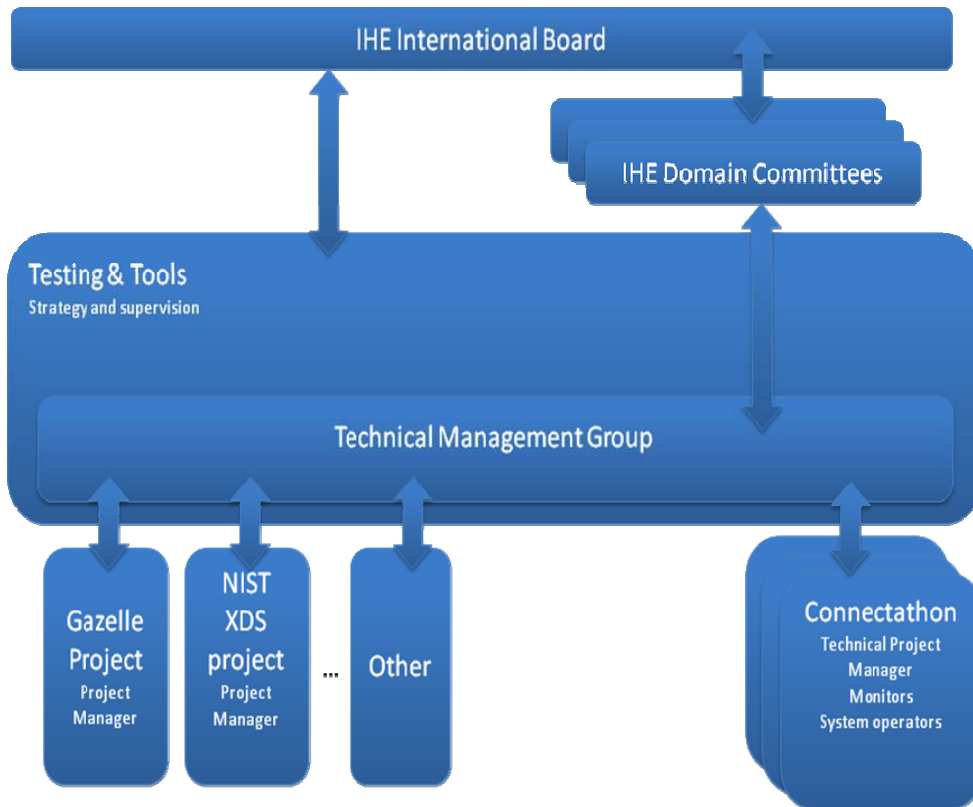 IHE International Board
IHE Domain Committees
Testing & Tools
Strategy and supervision
Technical Management Group
Gazelle
Project
Project
Manager
NIST
XDS
project
Project
Manager
...
Other
Connectathon
Technical Project
Manager
Monitors
System operators